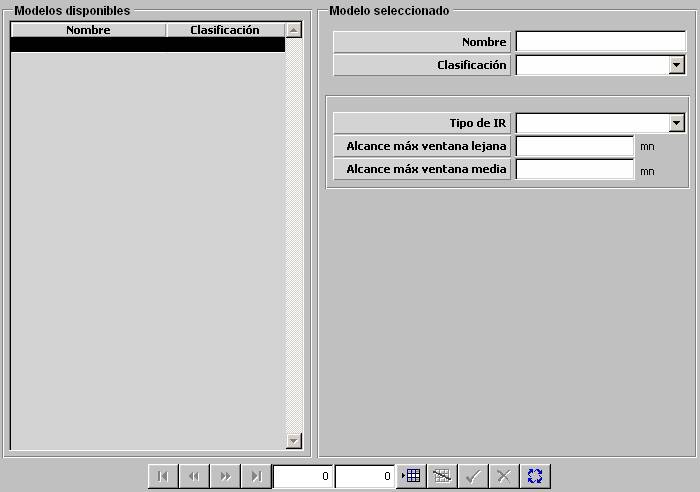 Modelos disponibles
Nombre Clasificación
Modelo seleccionado
Nombre
Clasificación
Tipo de IR
Alcance máx ventana lejana mn
Alcance máx ventana media mn
0 0